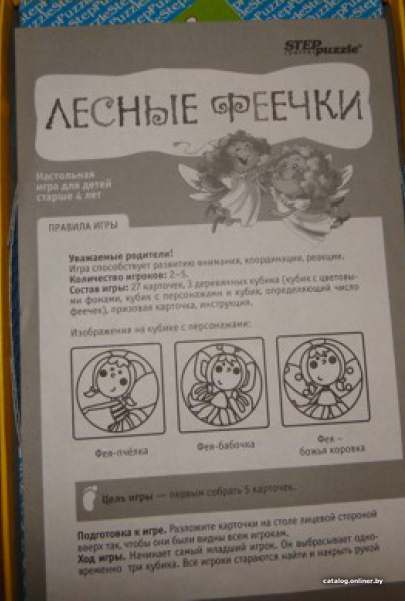 STEP puzzle
ЛЕСНЫЕ ФЕЕЧКИ
Настольная
игра для детей
старше 4 лет
ПРАВИЛА ИГРЫ
Уважаемые родители!
Игра способствует развитию внимания, координации, реакции.
Количество игроков: 2–5.
Состав игры: 27 карточек, 3 деревянных кубика (кубик с цветовы-
ми фонами, кубик с персонажами и кубик, определяющий число
феечек), призовая карточка, инструкция.
Изображения на кубике с персонажами:
Фея-пчёлка
Фея-бабочка
Фея –
божья коровка
Цель игры — первым собрать 5 карточек.
Подготовка к игре. Разложите карточки на столе лицевой стороной
вверх так, чтобы они были видны всем игрокам.
Ход игры. Начинает самый младший игрок. Он выбрасывает одно-
временно три кубика. Все игроки стараются найти и накрыть рукой
catalog.onliner.by